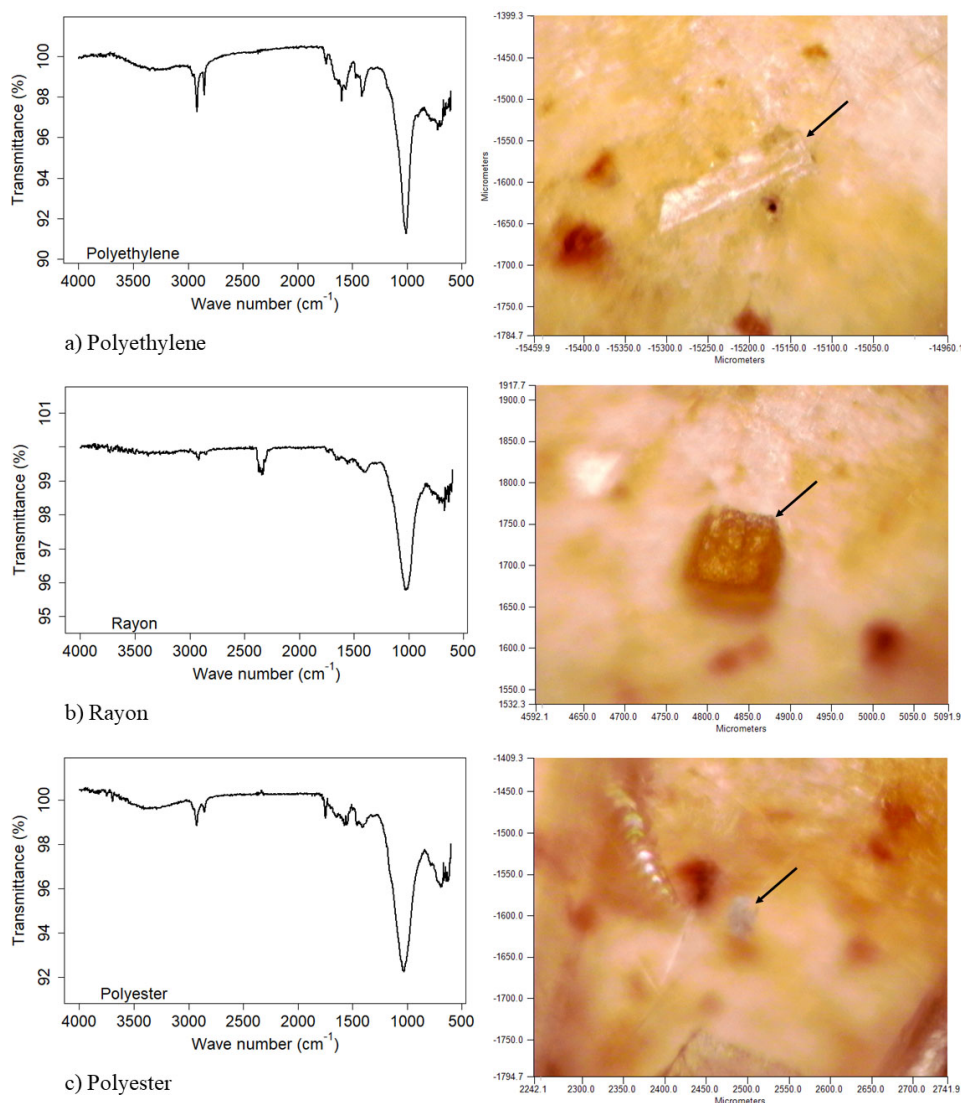 100
98
96
94
92
90
Transmittance (%)
Polyethylene
4000 3000 2000 1500 1000 500
Wave number (cm-1)
-1399.3
-1450.0
-1500.0
-1550.0
-1600.0
-1650.0
-1700.0
-1750.0
-1784.7
Micrometers
-15459.9 -15400.0 -15350.0 -15300.0 -15250.0 -15200.0 -15150.0 -15100.0 -15050.0 -14960.1
Micrometers
a) Polyethylene
101
100
99
98
97
96
95
Transmittance (%)
Rayon
4000 3000 2000 1500 1000 500
Wave number (cm-1)
1917.7
1900.0
1850.0
1800.0
1750.0
1700.0
1650.0
1600.0
1550.0
1532.3
4592.1 4650.0 4700.0 4750.0 4800.0 4850.0 4900.0 4950.0 5000.0 5050.0 5091.9
Micrometers
b) Rayon
100
98
96
94
92
Transmittance (%)
Polyester
4000 3000 2000 1500 1000 500
Wave number (cm-1)
-1409.3
-1450.0
-1500.0
-1550.0
-1600.0
-1650.0
-1700.0
-1750.0
-1794.7
2242.1 2300.0 2350.0 2400.0 2450.0 2500.0 2550.0 2600.0 2650.0 2700.0 2741.9
Micrometers
c) Polyester